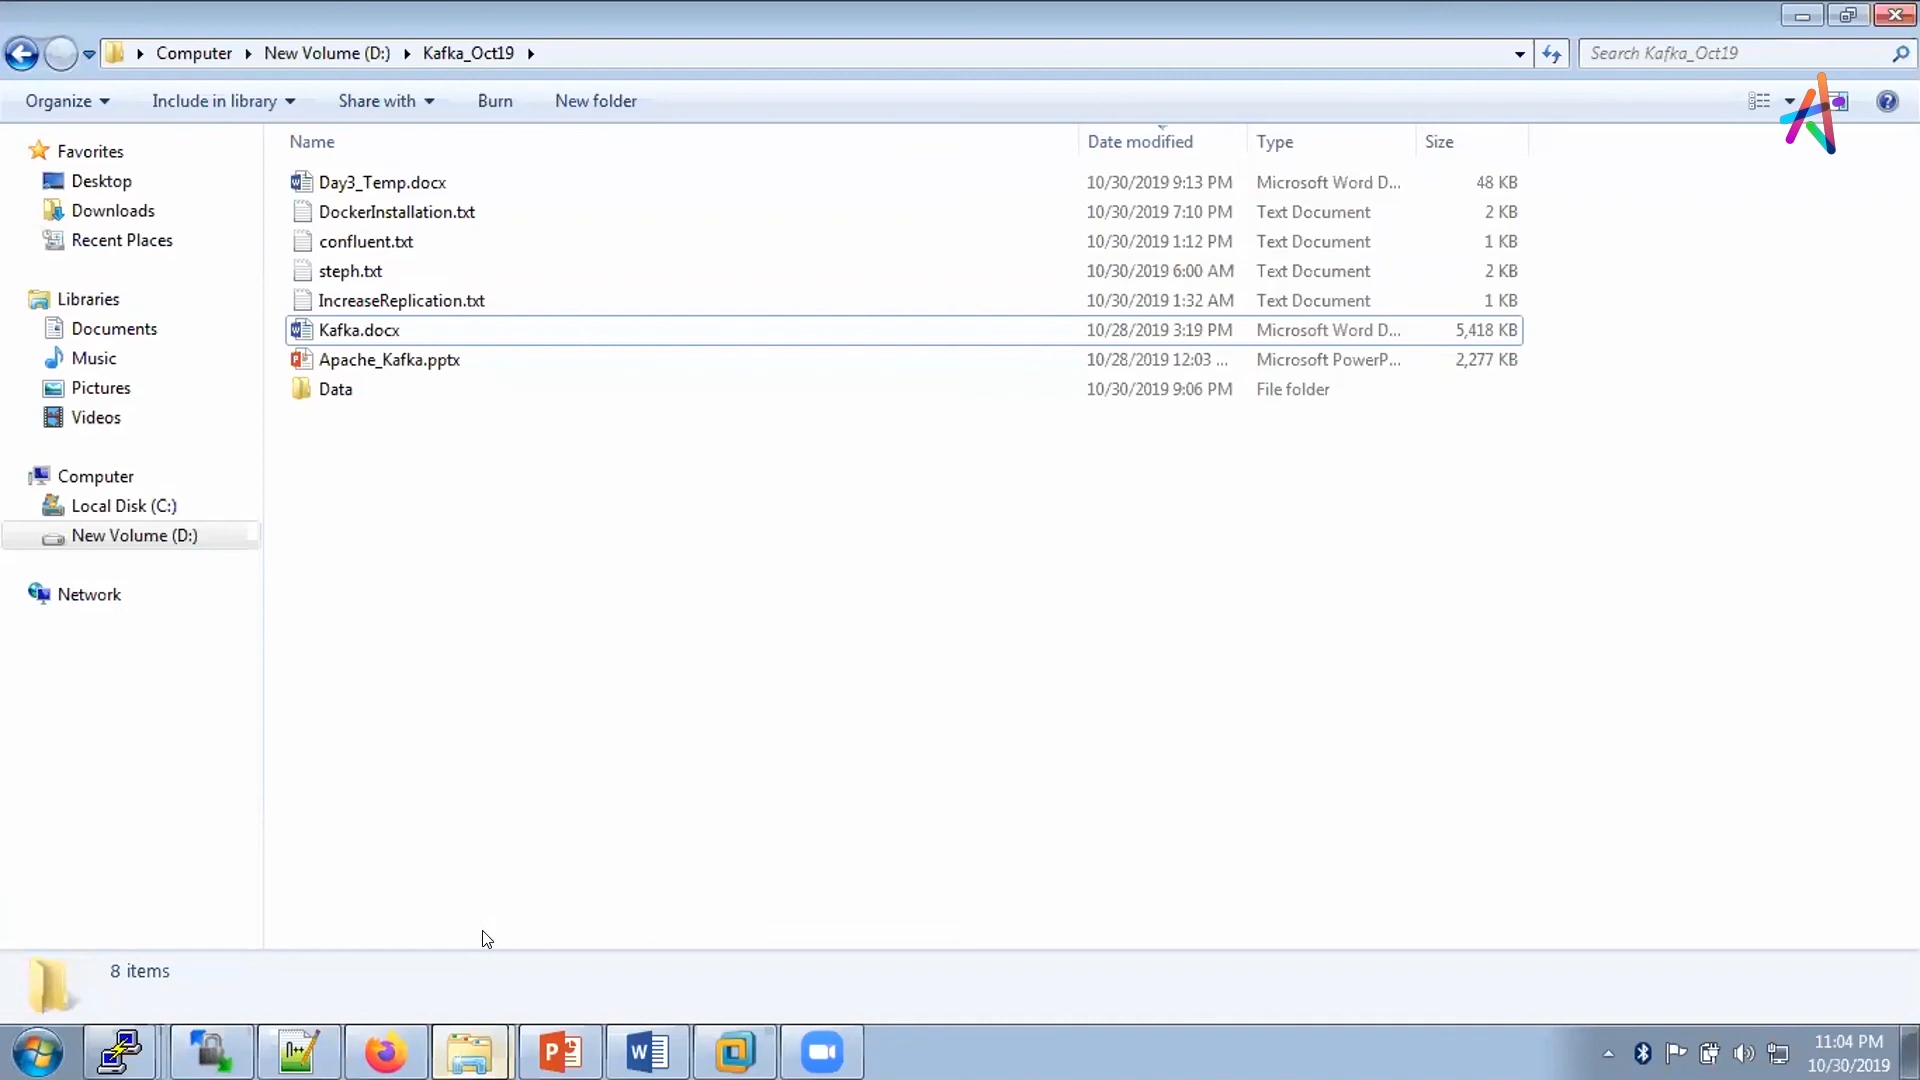 Computer New Volume (D:) Kafka_Oct19 Search Kafka_Oct19
Organize Include in library Share with Burn New folder
Name Date modified Type Size
Favorites
Desktop
Downloads
Recent Places
Libraries
Documents
Music
Pictures
Videos
Computer
Local Disk (C:)
New Volume (D:)
Network
Day3_Temp.docx 10/30/2019 9:13 PM Microsoft Word D... 48 KB
DockerInstallation.txt 10/30/2019 7:10 PM Text Document 2 KB
confluent.txt 10/30/2019 1:12 PM Text Document 1 KB
steph.txt 10/30/2019 6:00 AM Text Document 2 KB
IncreaseReplication.txt 10/30/2019 1:32 AM Text Document 1 KB
Kafka.docx 10/28/2019 3:19 PM Microsoft Word D... 5,418 KB
Apache_Kafka.pptx 10/28/2019 12:03 ... Microsoft PowerP... 2,277 KB
Data 10/30/2019 9:06 PM File folder
8 items
11:04 PM
10/30/2019